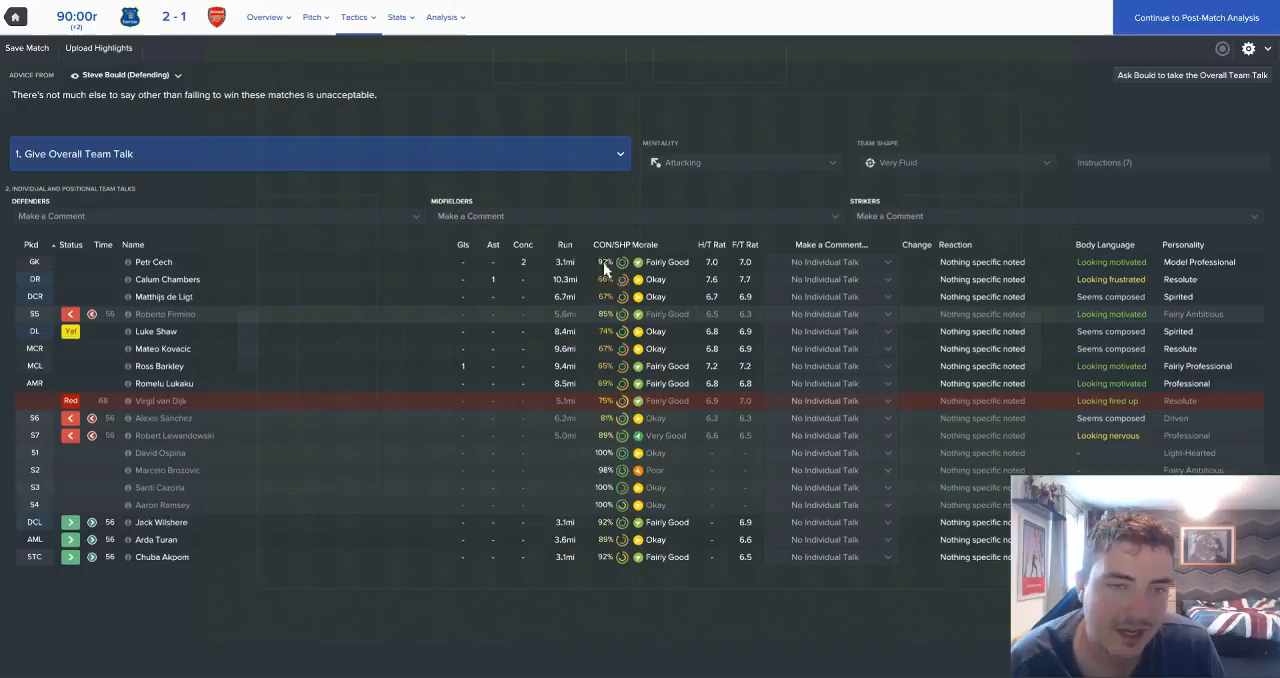 90:00r 2 - 1 Overview Pitch Tactics Stats Analysis Continue to Post-Match Analysis
(+2)
Save Match Upload Highlights
ADVICE FROM Steve Bould (Defending) Ask Bould to take the Overall Team Talk
There's not much else to say other than failing to win these matches is unacceptable.
MENTALITY TEAM SHAPE
1. Give Overall Team Talk Attacking Very Fluid Instructions (7)
2. INDIVIDUAL AND POSITIONAL TEAM TALKS
DEFENDERS MIDFIELDERS STRIKERS
Make a Comment Make a Comment Make a Comment
Pkd Status Time Name Gls Ast Conc Run CON/SHP Morale H/T Rat F/T Rat Make a Comment... Change Reaction Body Language Personality
GK Petr Cech - - 2 3.1mi 92% Fairly Good 7.0 7.0 No Individual Talk Nothing specific noted Looking motivated Model Professional
DR Calum Chambers - 1 - 10.3mi 66% Okay 7.6 7.7 No Individual Talk Nothing specific noted Looking frustrated Resolute
DCR Matthijs de Ligt - - - 6.7mi 67% Okay 6.7 6.9 No Individual Talk Nothing specific noted Seems composed Spirited
S5 56 Roberto Firmino - - - 5.6mi 85% Fairly Good 6.5 6.3 No Individual Talk Nothing specific noted Looking motivated Fairly Ambitious
DL Yel Luke Shaw - - - 8.4mi 74% Okay 6.8 6.9 No Individual Talk Nothing specific noted Seems composed Spirited
MCR Mateo Kovacic - - - 9.6mi 67% Okay 6.8 6.9 No Individual Talk Nothing specific noted Seems composed Resolute
MCL Ross Barkley 1 - - 9.4mi 65% Fairly Good 7.2 7.2 No Individual Talk Nothing specific noted Looking motivated Fairly Professional
AMR Romelu Lukaku - - - 8.5mi 69% Fairly Good 6.8 6.8 No Individual Talk Nothing specific noted Looking motivated Professional
Red 68 Virgil van Dijk - - - 5.1mi 75% Fairly Good 6.9 7.0 No Individual Talk Nothing specific noted Looking fired up Resolute
S6 56 Alexis Sánchez - - - 6.2mi 81% Okay 6.3 6.3 No Individual Talk Nothing specific noted Seems composed Driven
S7 56 Robert Lewandowski - - - 5.0mi 89% Very Good 6.6 6.5 No Individual Talk Nothing specific noted Looking nervous Professional
S1 David Ospina - - - 100% Okay - - No Individual Talk Nothing specific noted - Light-Hearted
S2 Marcelo Brozovic - - - 98% Poor - - No Individual Talk Nothing specific noted - Fairly Ambitious
S3 Santi Cazorla - - - 100% Okay - - No Individual Talk Nothing specific n
S4 Aaron Ramsey - - - 100% Okay - - No Individual Talk Nothing specific n
DCL 56 Jack Wilshere - - - 3.1mi 92% Fairly Good - 6.9 No Individual Talk Nothing specific n
AML 56 Arda Turan - - - 3.6mi 89% Okay - 6.6 No Individual Talk Nothing specific n
STC 56 Chuba Akpom - - - 3.1mi 92% Fairly Good - 6.5 No Individual Talk Nothing specific n